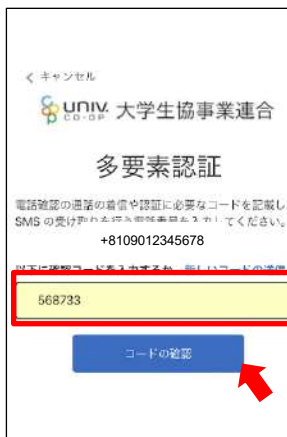 < キャンセル
univ. CO-OP 大学生協事業連合
多要素認証
電話確認の通話の着信や認証に必要なコードを記載し
SMS の受け取りを行う電話番号を入力してください。
+8109012345678
以下に確認コードを入力するか、新しいコードの送信
568733
コードの確認